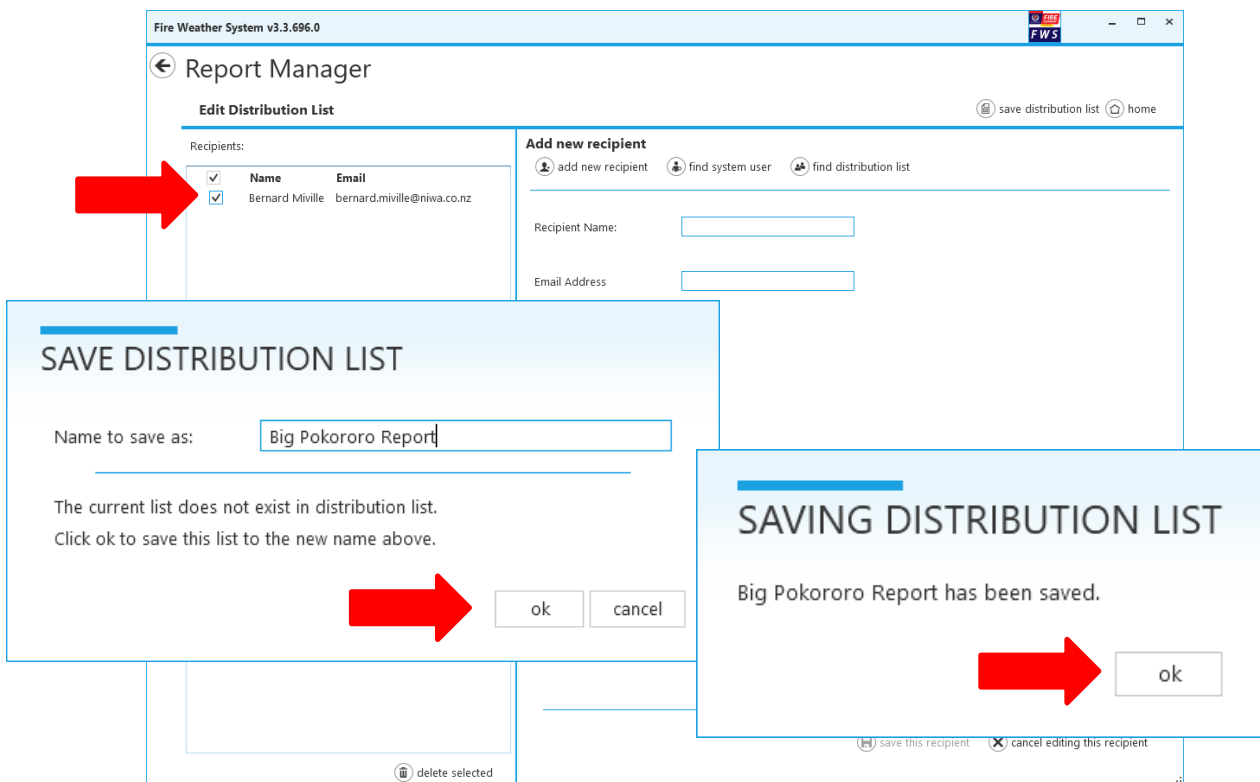 Fire Weather System v3.3.696.0
FIRE
FWS
Report Manager
Edit Distribution List
save distribution list
home
Recipients:
Name Email
Bernard Miville bernard.miville@niwa.co.nz
Add new recipient
add new recipient
find system user
find distribution list
Recipient Name:
Email Address
SAVE DISTRIBUTION LIST
Name to save as: Big Pokororo Report
The current list does not exist in distribution list.
Click ok to save this list to the new name above.
ok
cancel
SAVING DISTRIBUTION LIST
Big Pokororo Report has been saved.
ok
save this recipient
cancel editing this recipient
delete selected